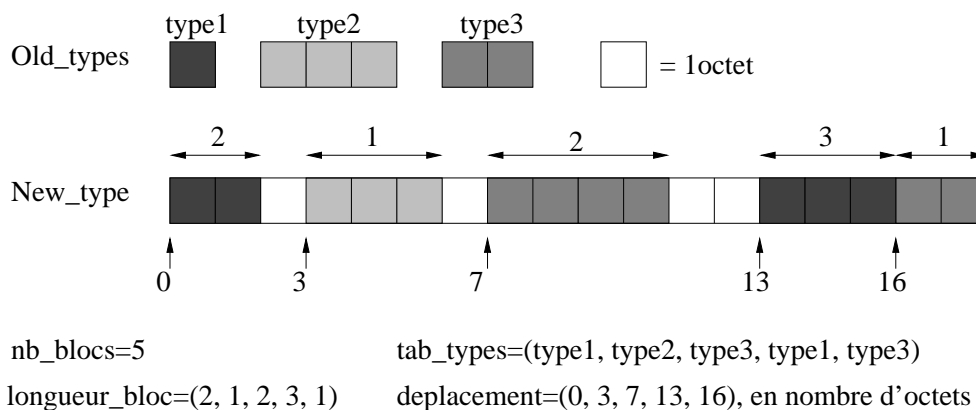 type1 type2 type3
Old_types
= 1octet
2 1 2 3 1
New_type
0 3 7 13 16
nb_blocs=5
tab_types=(type1, type2, type3, type1, type3)
longueur_bloc=(2, 1, 2, 3, 1)
deplacement=(0, 3, 7, 13, 16), en nombre d'octets